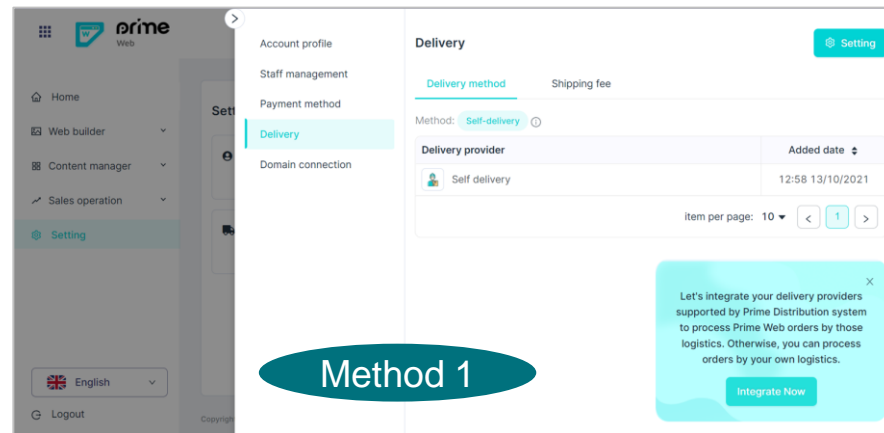 prime
Web
Home
Web builder
Content manager
Sales operation
Setting
English
Logout
Sett
Copyrigh
Account profile
Staff management
Payment method
Delivery
Domain connection
Delivery
Setting
Delivery method Shipping fee
Method: Self-delivery
Delivery provider Added date
Self delivery 12:58 13/10/2021
item per page: 10 < 1 >
Let's integrate your delivery providers
supported by Prime Distribution system
to process Prime Web orders by those
logistics. Otherwise, you can process
orders by your own logistics.
Integrate Now
Method 1